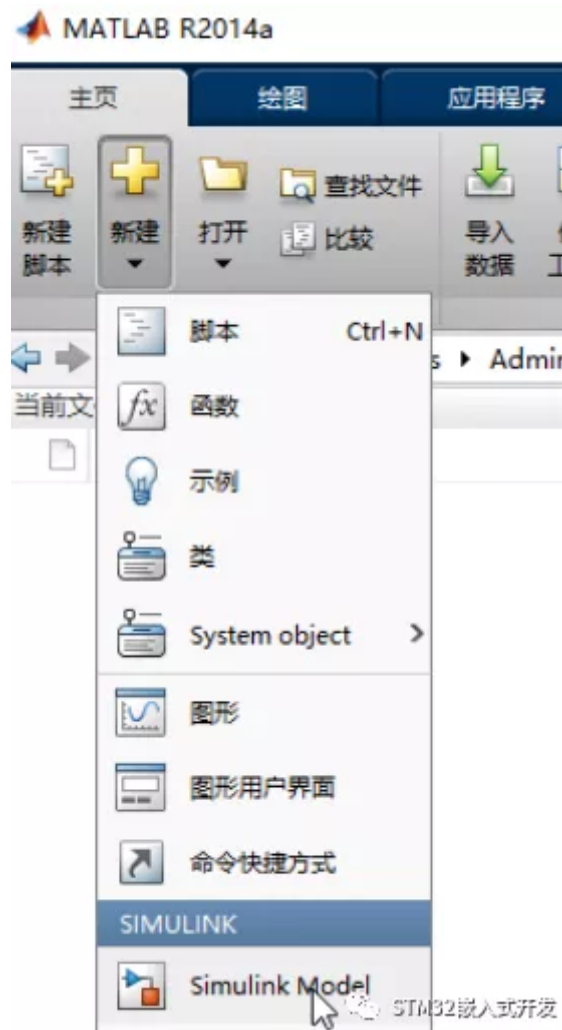 MATLAB R2014a
主页
绘图
应用程序
新建
脚本
新建
打开
查找文件
比较
导入
数据
当前文
Admin
脚本 Ctrl+N
函数
示例
类
System object
图形
图形用户界面
命令快捷方式
SIMULINK
Simulink Model
STM32嵌入式开发